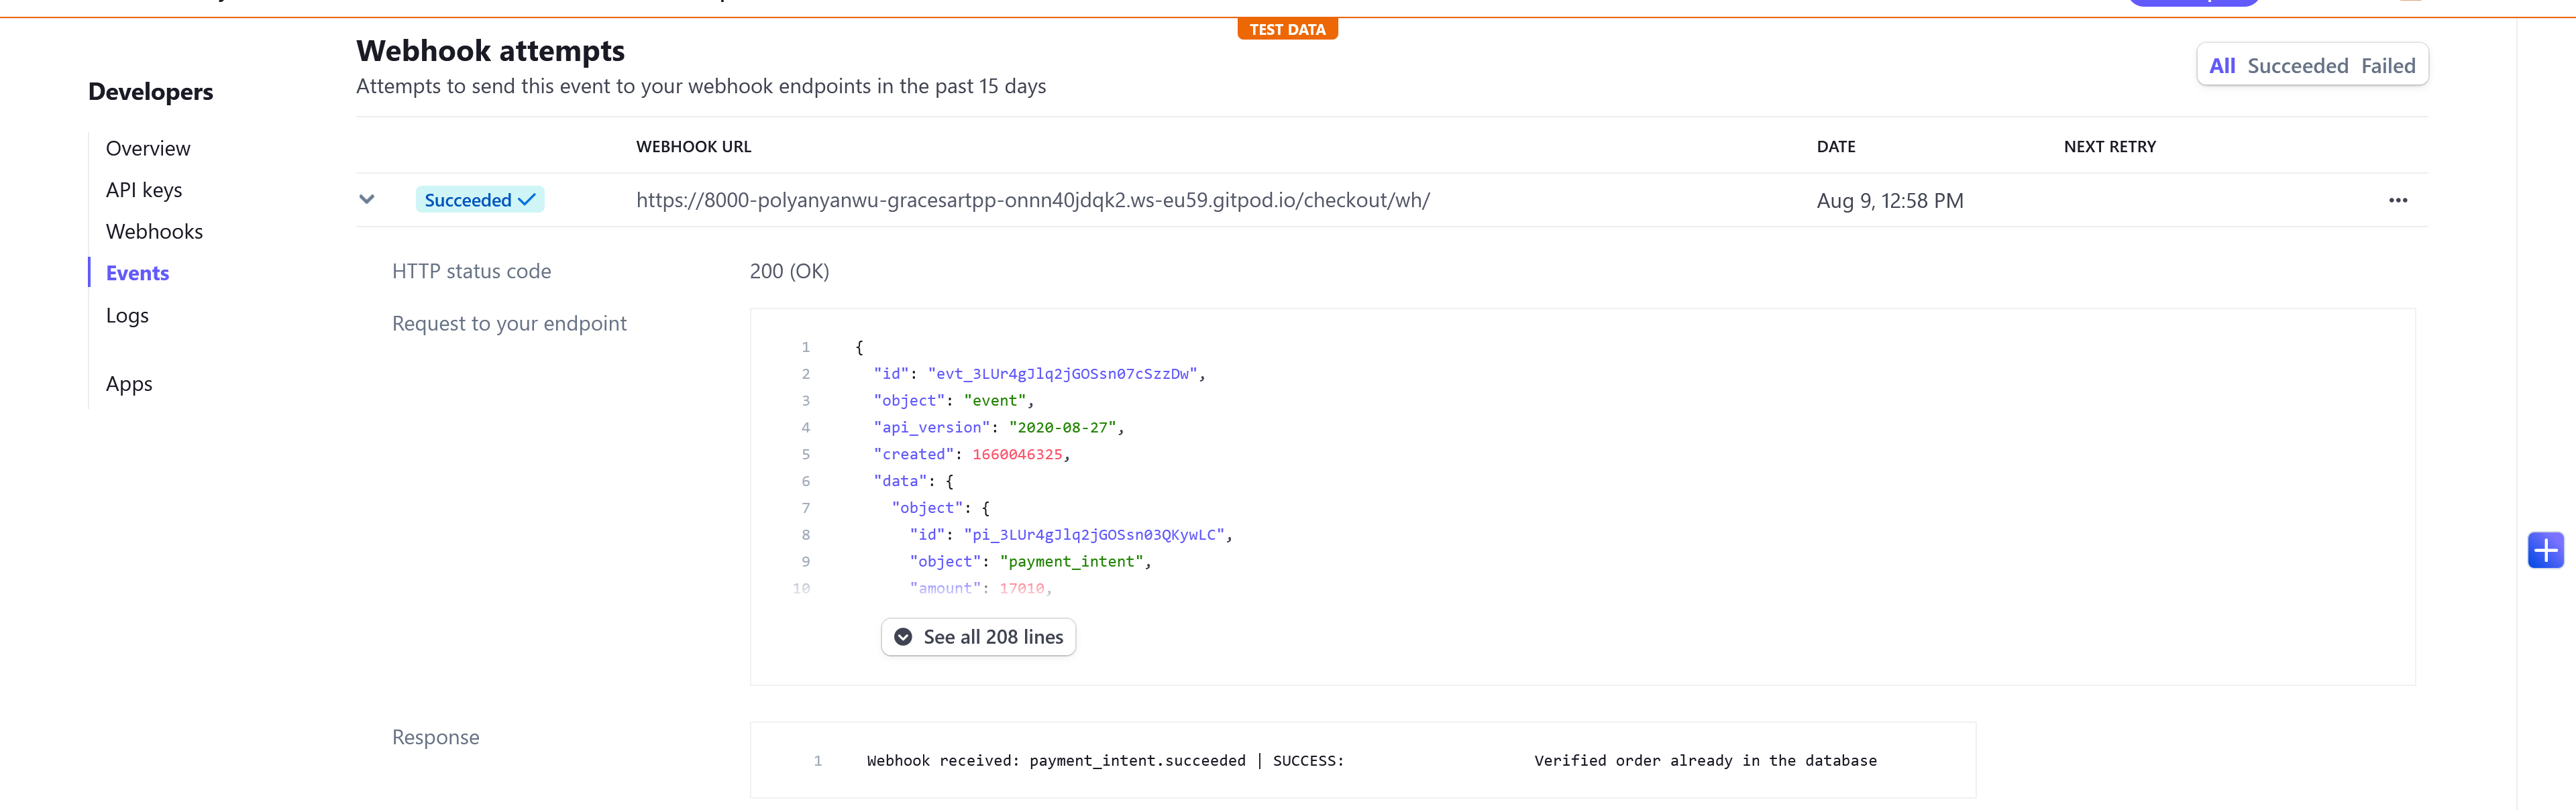 TEST DATA
Webhook attempts
Attempts to send this event to your webhook endpoints in the past 15 days
All Succeeded Failed
Developers
Overview
API keys
Webhooks
Events
Logs
Apps
WEBHOOK URL DATE NEXT RETRY
Succeeded https://8000-polyanyanwu-gracesartpp-onnn40jdqk2.ws-eu59.gitpod.io/checkout/wh/ Aug 9, 12:58 PM
HTTP status code 200 (OK)
Request to your endpoint
1 {
2 "id": "evt_3LUr4gJlq2jGOSsn07cSzzDw",
3 "object": "event",
4 "api_version": "2020-08-27",
5 "created": 1660046325,
6 "data": {
7 "object": {
8 "id": "pi_3LUr4gJlq2jGOSsn03QKywLC",
9 "object": "payment_intent",
10 "amount": 17010,
See all 208 lines
Response
1 Webhook received: payment_intent.succeeded | SUCCESS: Verified order already in the database